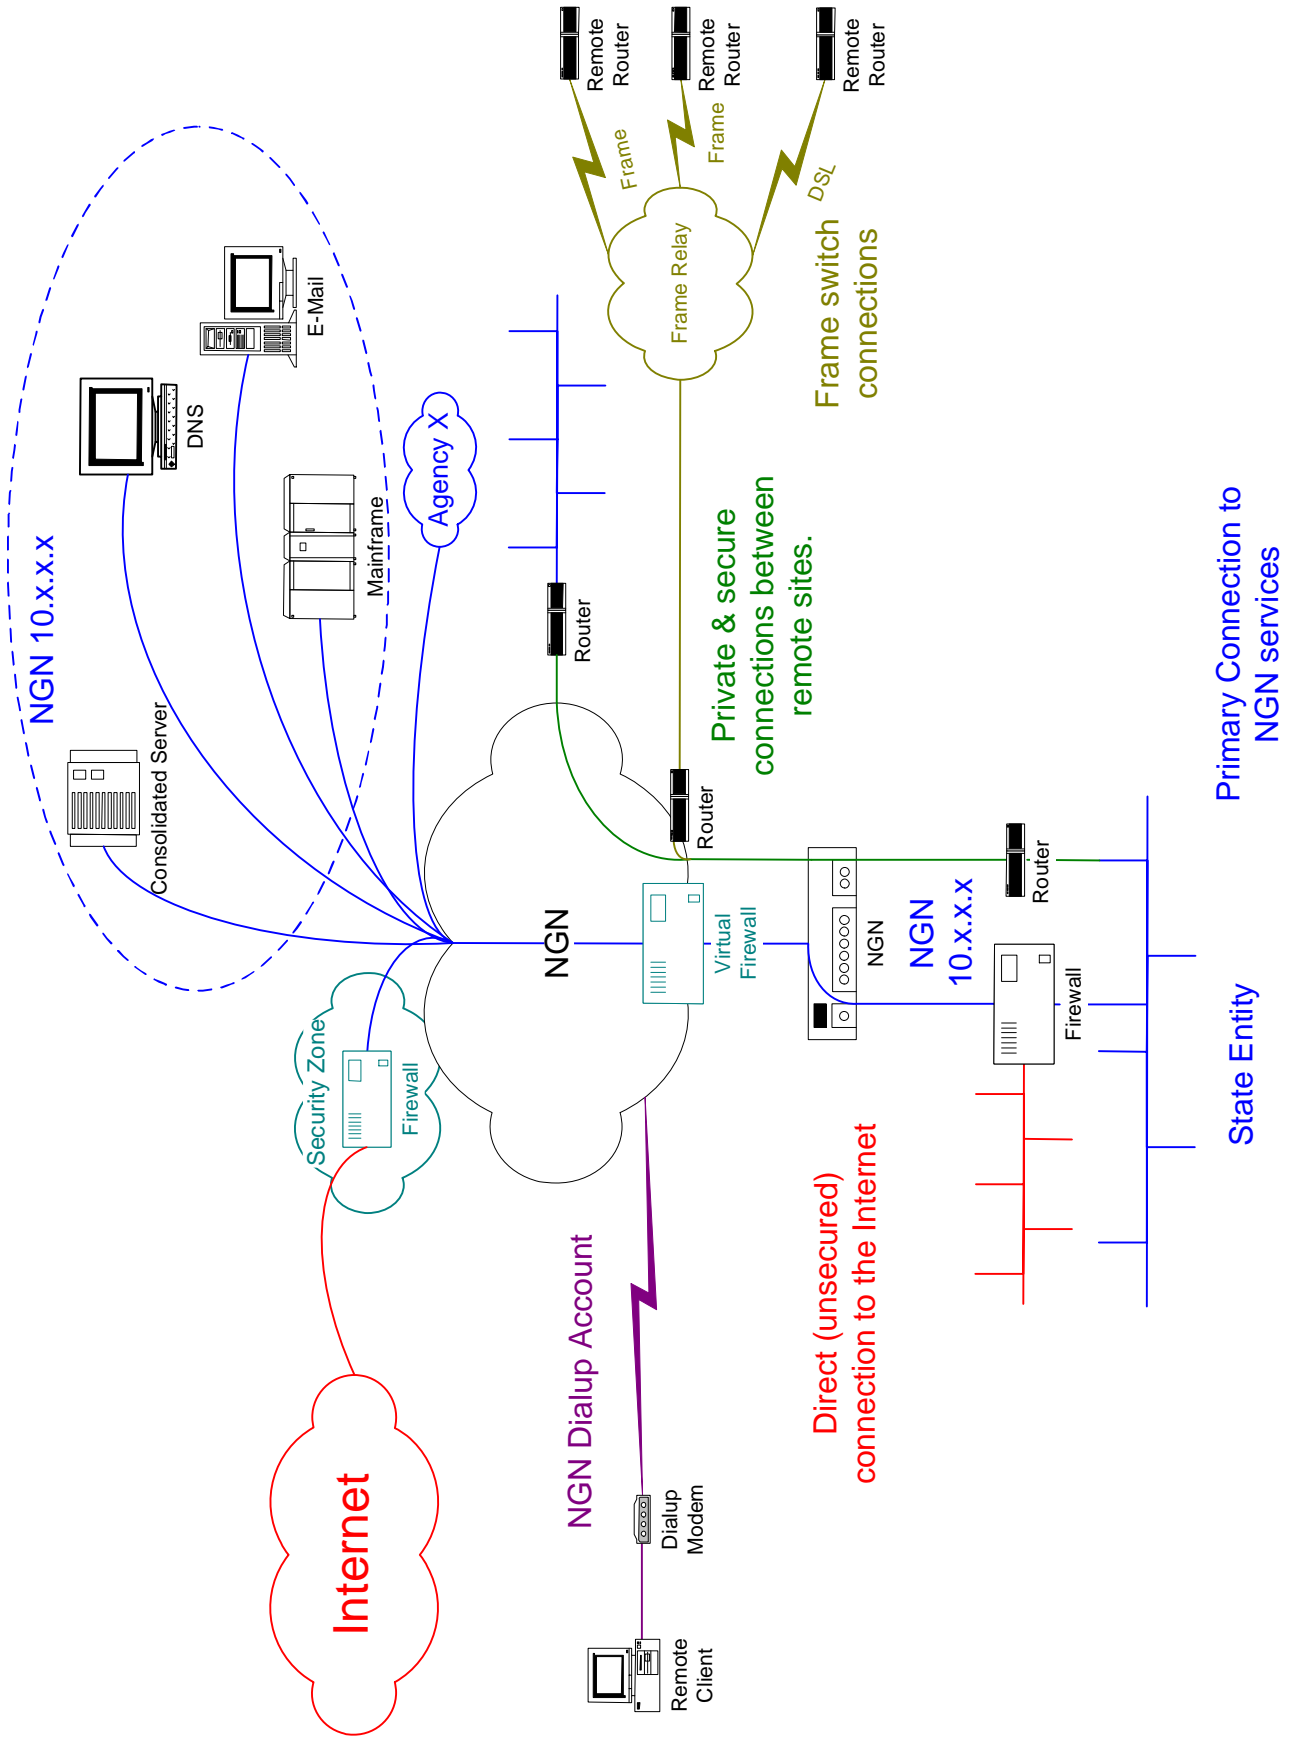 Internet
Security Zone
Firewall
NGN 10.x.x.x
Consolidated Server
DNS
E-Mail
Mainframe
Agency X
NGN
Router
NGN Dialup Account
Remote
Client
Dialup
Modem
Virtual
Firewall
Router
Private & secure
connections between
remote sites.
Frame Relay
Frame
Frame
DSL
Remote
Router
Remote
Router
Remote
Router
Frame switch
connections
Direct (unsecured)
connection to the Internet
NGN
NGN
10.x.x.x
Firewall
Router
State Entity
Primary Connection to
NGN services